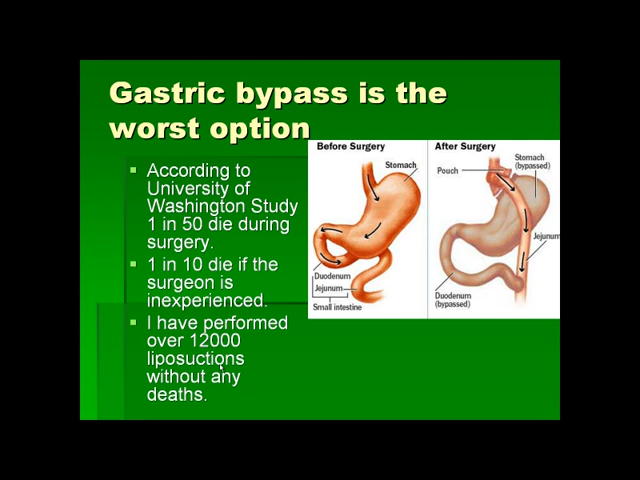 Gastric bypass is the
worst option
According to
University of
Washington Study
1 in 50 die during
surgery.
1 in 10 die if the
surgeon is
inexperienced.
I have performed
over 12000
liposuctions
without any
deaths.
Before Surgery
Stomach
Duodenum
Jejunum
Small intestine
After Surgery
Stomach
(bypassed)
Pouch
Jejunum
Duodenum
(bypassed)